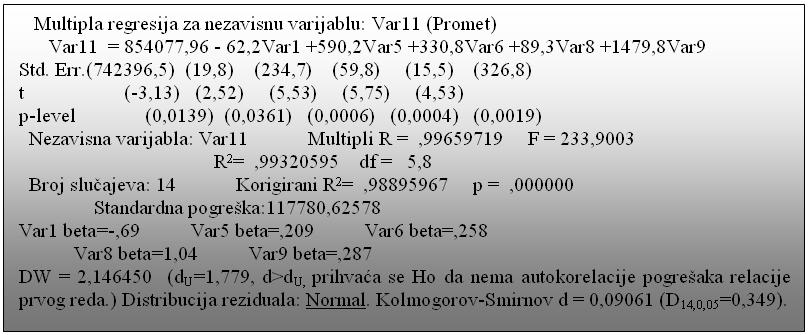 Multipla regresija za nezavisnu varijablu: Var11 (Promet)
Var11 = 854077,96 - 62,2Var1 +590,2Var5 +330,8Var6 +89,3Var8 +1479,8Var9
Std. Err.(742396,5) (19,8) (234,7) (59,8) (15,5) (326,8)
t (-3,13) (2,52) (5,53) (5,75) (4,53)
p-level (0,0139) (0,0361) (0,0006) (0,0004) (0,0019)
Nezavisna varijabla: Var11 Multipli R = ,99659719 F = 233,9003
R²= ,99320595 df = 5,8
Broj slučajeva: 14 Korigirani R²= ,98895967 p = ,000000
Standardna pogreška:117780,62578
Var1 beta=-,69 Var5 beta=,209 Var6 beta=,258
Var8 beta=1,04 Var9 beta=,287
DW = 2,146450 (dU=1,779, d>dU, prihvaća se Ho da nema autokorelacije pogrešaka relacije
prvog reda.) Distribucija reziduala: Normal. Kolmogorov-Smirnov d = 0,09061 (D14,0,05=0,349).